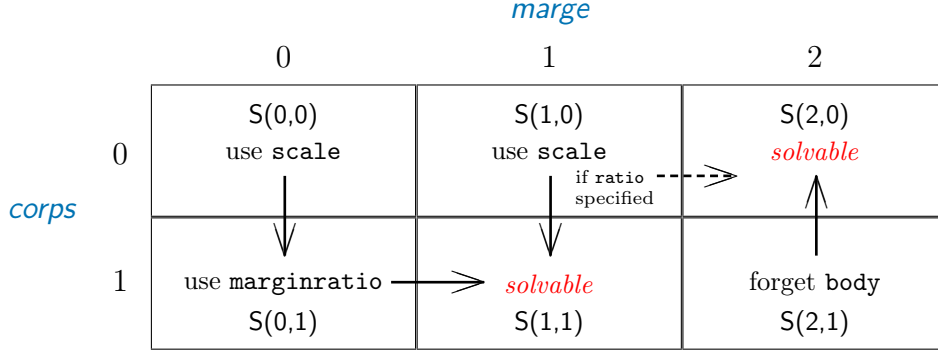 marge
0 1 2
S(0,0) S(1,0) S(2,0)
0 use scale use scale solvable
if ratio
specified
corps
1 use marginratio solvable forget body
S(0,1) S(1,1) S(2,1)